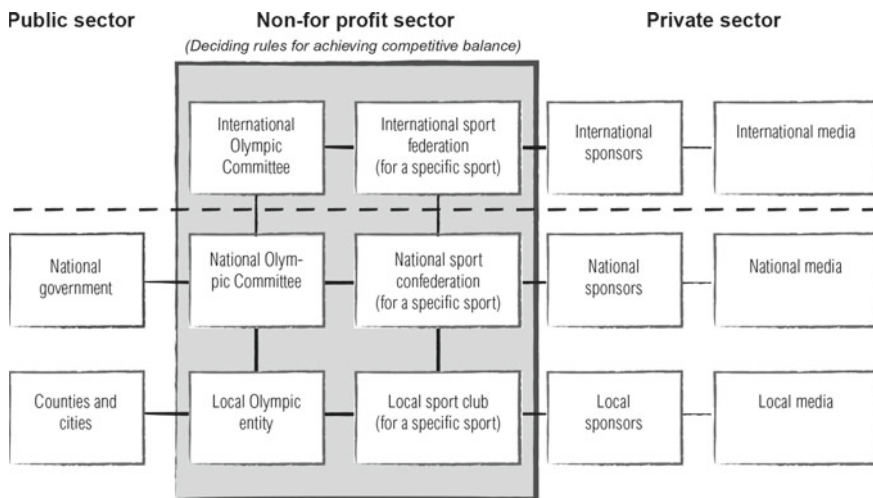 Public sector
Non-for profit sector
Private sector
(Deciding rules for achieving competitive balance)
International
Olympic
Committee
International sport
federation
(for a specific sport)
International
sponsors
International media
National
government
National Olym-
pic Committee
National sport
confederation
(for a specific sport)
National
sponsors
National media
Counties and
cities
Local Olympic
entity
Local sport club
(for a specific sport)
Local
sponsors
Local media